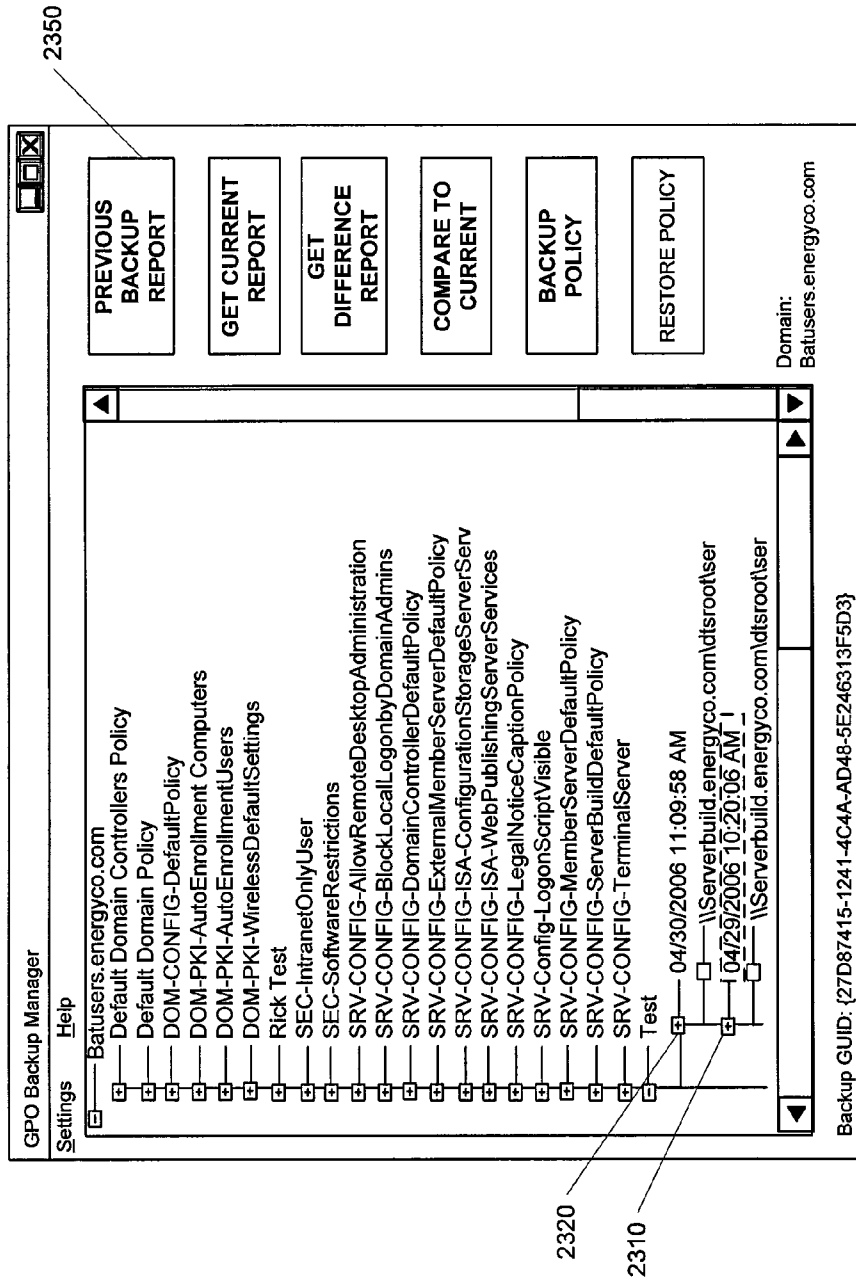 GPO Backup Manager
Settings Help
Batusers.energyco.com
Default Domain Controllers Policy
Default Domain Policy
DOM-CONFIG-DefaultPolicy
DOM-PKI-AutoEnrollment Computers
DOM-PKI-AutoEnrollmentUsers
DOM-PKI-WirelessDefaultSettings
Rick Test
SEC-IntranetOnlyUser
SEC-SoftwareRestrictions
SRV-CONFIG-AllowRemoteDesktopAdministration
SRV-CONFIG-BlockLocalLogonbyDomainAdmins
SRV-CONFIG-DomainControllerDefaultPolicy
SRV-CONFIG-ExternalMemberServerDefaultPolicy
SRV-CONFIG-ISA-ConfigurationStorageServerServ
SRV-CONFIG-ISA-WebPublishingServerServices
SRV-CONFIG-LegalNoticeCaptionPolicy
SRV-Config-LogonScriptVisible
SRV-CONFIG-MemberServerDefaultPolicy
SRV-CONFIG-ServerBuildDefaultPolicy
SRV-CONFIG-TerminalServer
Test
04/30/2006 11:09:58 AM
\\Serverbuild.energyco.com\dtsroot\ser
04/29/2006 10:20:06 AM
\\Serverbuild.energyco.com\dtsroot\ser
PREVIOUS
BACKUP
REPORT
GET CURRENT
REPORT
GET
DIFFERENCE
REPORT
COMPARE TO
CURRENT
BACKUP
POLICY
RESTORE POLICY
Domain:
Batusers.energyco.com
Backup GUID: {27D87415-1241-4C4A-AD48-5E246313F5D3}
2350
2320
2310